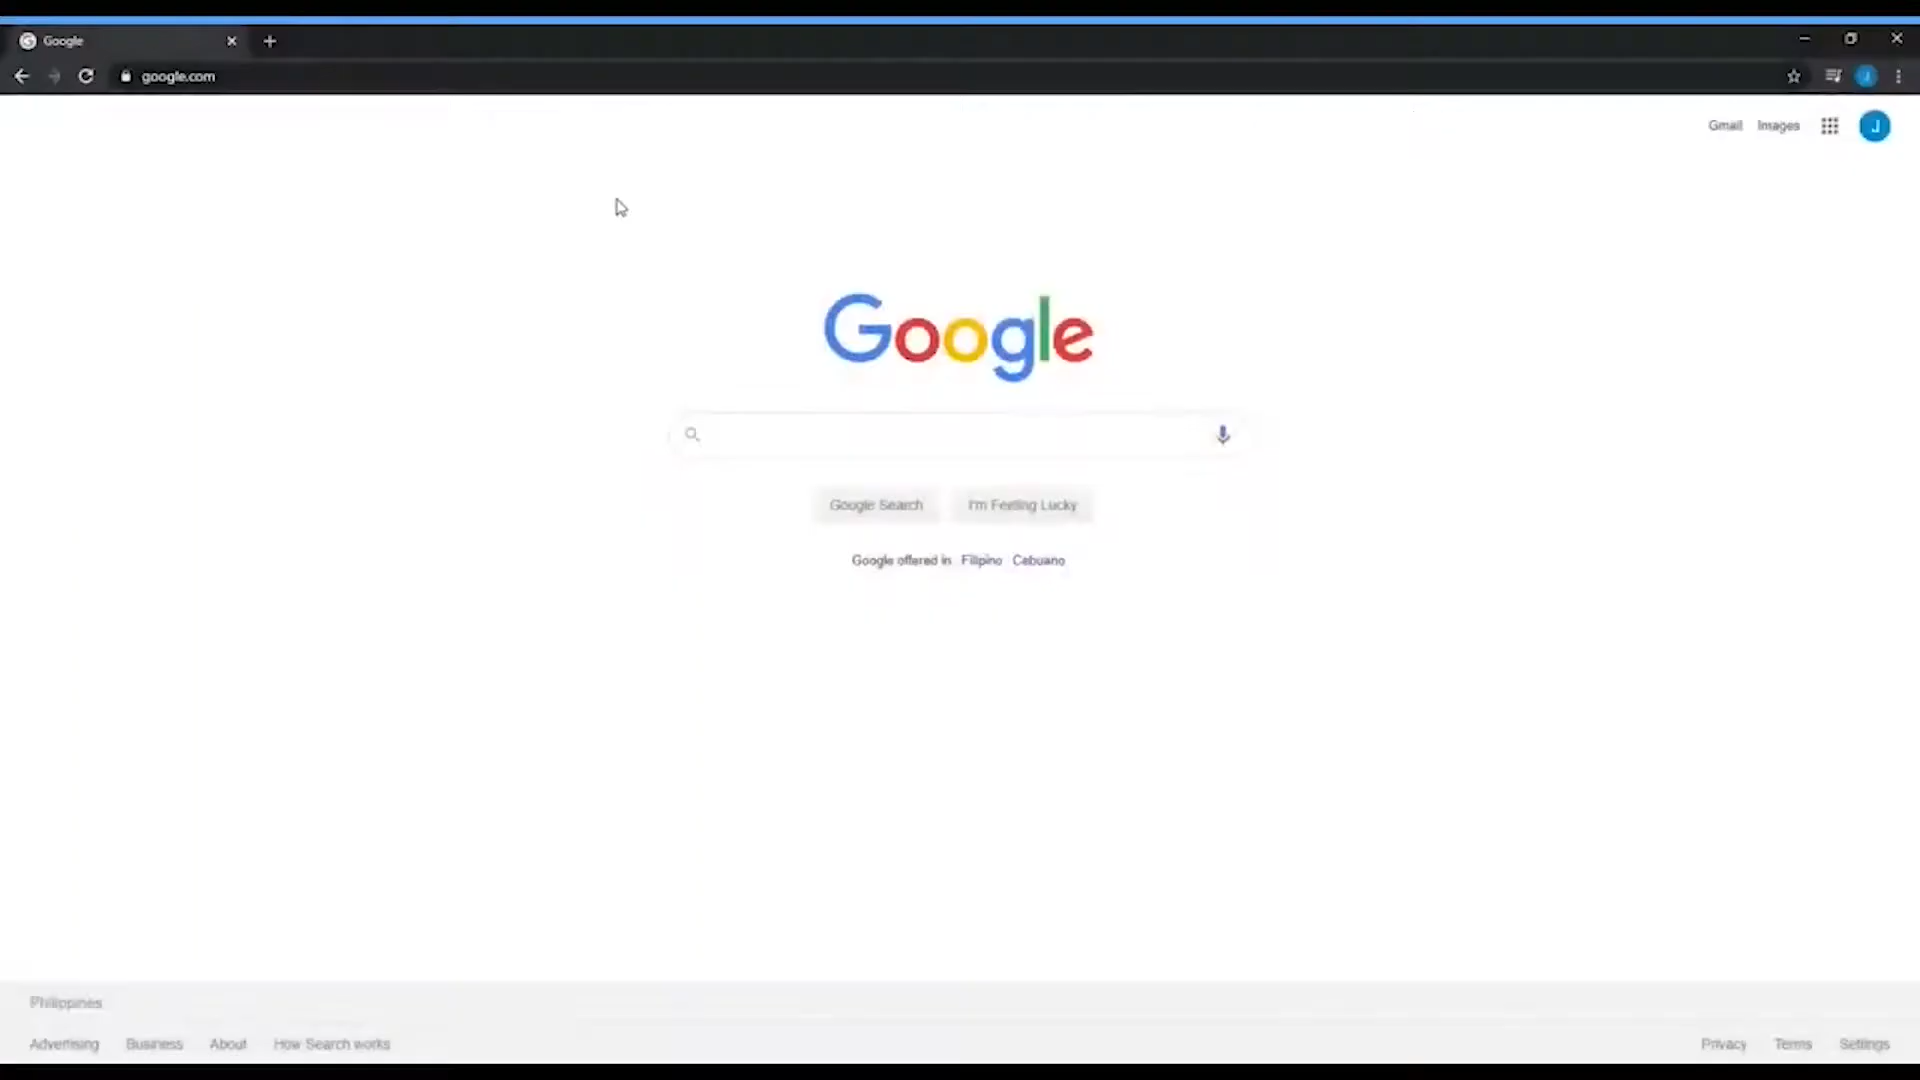 Google
google.com
J
Gmail Images J
Google
Google Search I'm Feeling Lucky
Google offered in Filipino Cebuano
Philippines
Advertising Business About How Search works Privacy Terms Settings